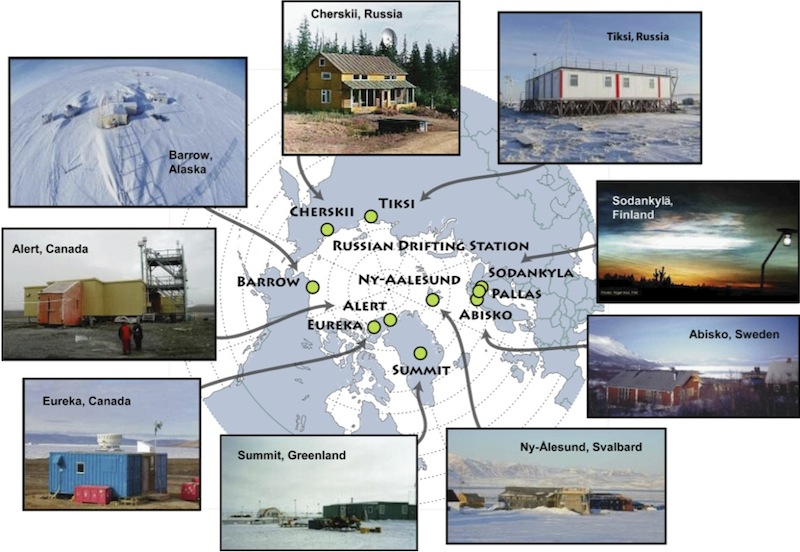 Cherskii, Russia
Tiksi, Russia
Barrow,
Alaska
Sodankylä,
Finland
Cherskii
Tiksi
Russian Drifting Station
Alert, Canada
Sodankyla
Barrow
Ny-Aalesund
Pallas
Alert
Abisko
Eureka
Abisko, Sweden
Summit
Eureka, Canada
Summit, Greenland
Ny-Ålesund, Svalbard